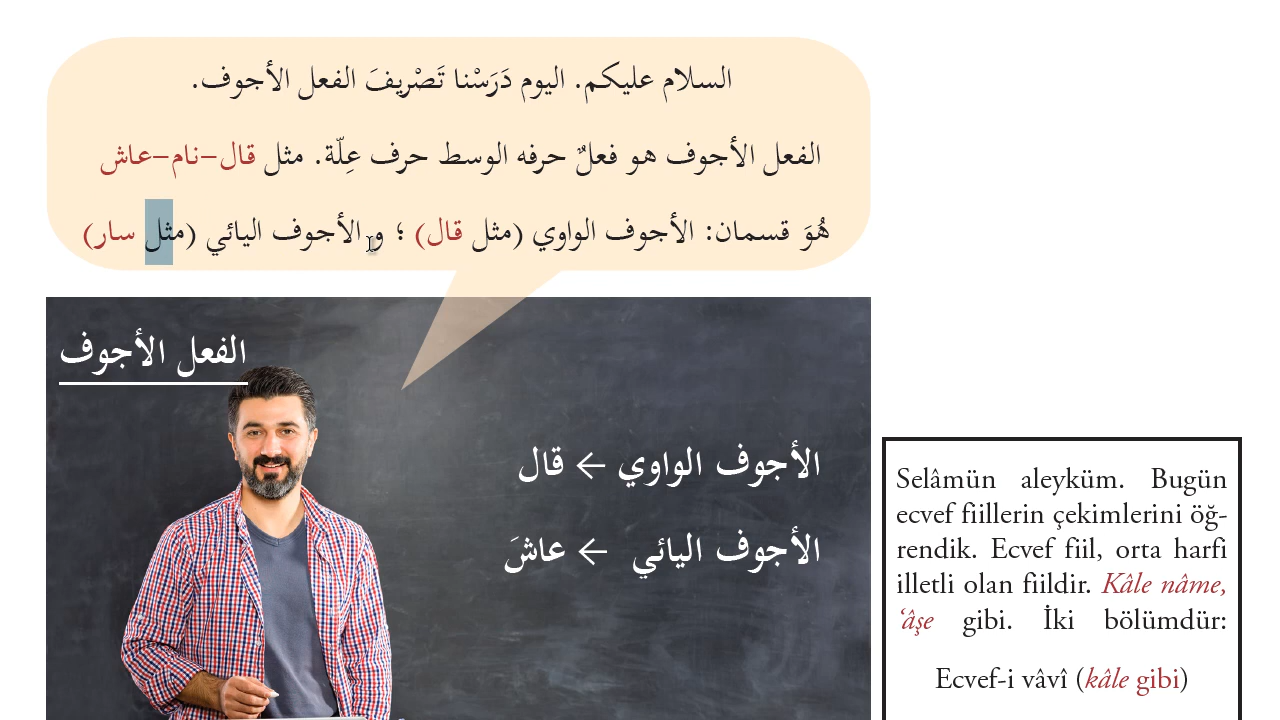 السلام عليكم. اليوم دَرَسْنا تَصْريفَ الفعل الأجوف.
الفعل الأجوف هو فعلٌ حرفه الوسط حرف عِلّة. مثل قال–نام–عاش
هُوَ قسمان: الأجوف الواوي (مثل قال) ؛ و الأجوف اليائي (مثل سار)
الفعل الأجوف
الأجوف الواوي ← قال
الأجوف اليائي ← عاشَ
Selâmün aleyküm. Bugün
ecvef fiillerin çekimlerini öğ-
rendik. Ecvef fiil, orta harfi
illetli olan fiildir. Kâle nâme,
‘âşe gibi. İki bölümdür:
Ecvef-i vâvî (kâle gibi)